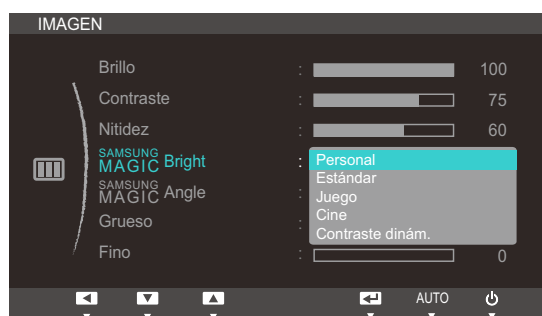 IMAGEN
Brillo : 100
Contraste : 75
Nitidez : 60
SAMSUNG MAGIC Bright : Personal
Estándar
SAMSUNG MAGIC Angle : Juego
Cine
Grueso :
Contraste dinám.
Fino : 0
AUTO